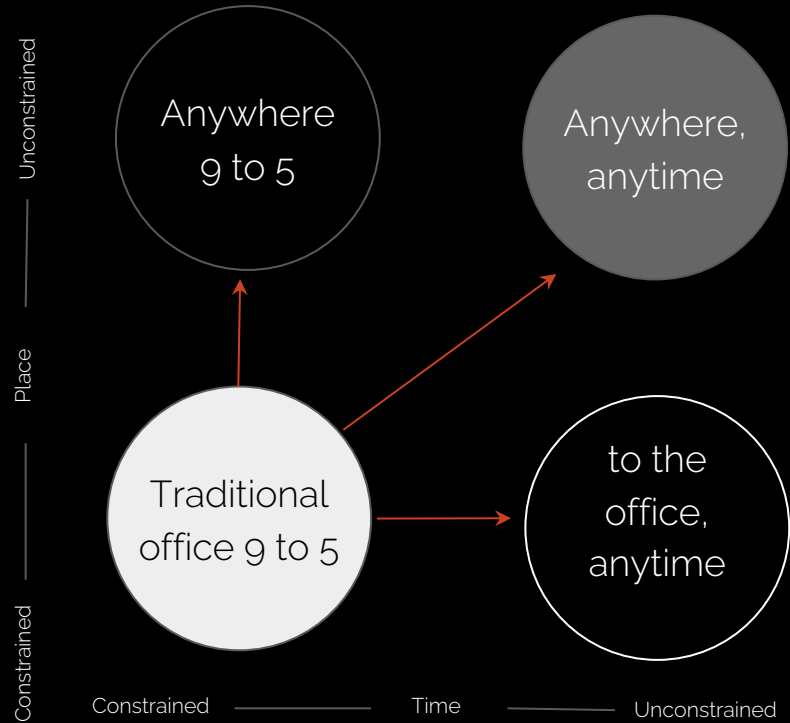 Unconstrained
Place
Constrained
Anywhere
9 to 5
Anywhere,
anytime
Traditional
office 9 to 5
to the
office,
anytime
Constrained
Time
Unconstrained